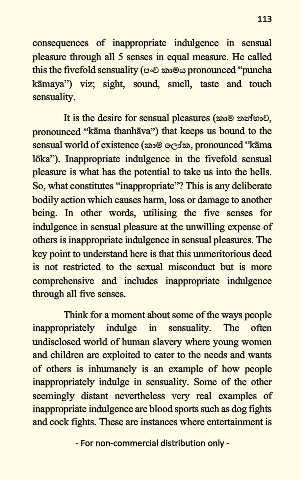 113
consequences of inappropriate indulgence in sensual
pleasure through all 5 senses in equal measure. He called
this the fivefold sensuality (පංච කාමය pronounced “puncha
kāmaya”) viz; sight, sound, smell, taste and touch
sensuality.
It is the desire for sensual pleasures (කාම තන්හාව,
pronounced “kāma thanhāva”) that keeps us bound to the
sensual world of existence (කාම ලෝක, pronounced “kāma
lōka”). Inappropriate indulgence in the fivefold sensual
pleasure is what has the potential to take us into the hells.
So, what constitutes “inappropriate”? This is any deliberate
bodily action which causes harm, loss or damage to another
being. In other words, utilising the five senses for
indulgence in sensual pleasure at the unwilling expense of
others is inappropriate indulgence in sensual pleasures. The
key point to understand here is that this unmeritorious deed
is not restricted to the sexual misconduct but is more
comprehensive and includes inappropriate indulgence
through all five senses.
Think for a moment about some of the ways people
inappropriately indulge in sensuality. The often
undisclosed world of human slavery where young women
and children are exploited to cater to the needs and wants
of others is inhumanely is an example of how people
inappropriately indulge in sensuality. Some of the other
seemingly distant nevertheless very real examples of
inappropriate indulgence are blood sports such as dog fights
and cock fights. These are instances where entertainment is
- For non-commercial distribution only -